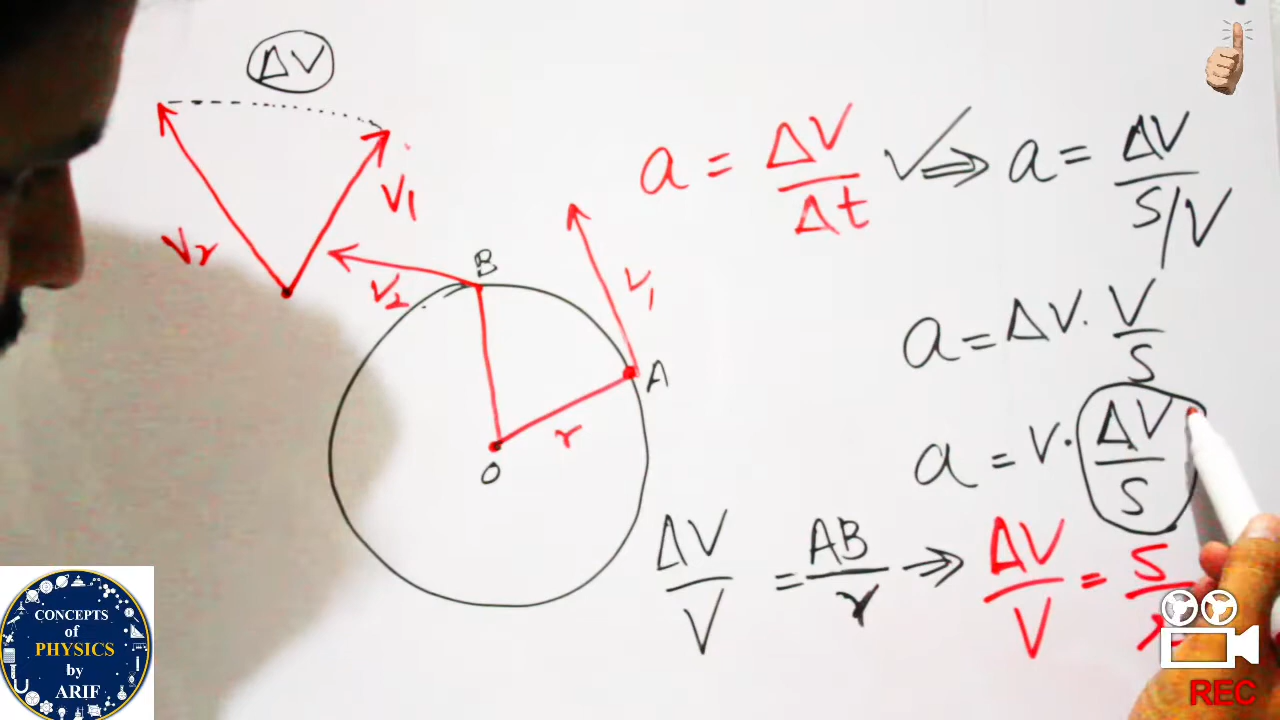 ΔV
V₁
V₂
B
V₂
V₁
A
r
O
a = ΔV/Δt ✓ ⇒ a = ΔV/(S/V)
a = ΔV · V/S
a = V · ΔV/S
ΔV/V = AB/r → ΔV/V = S/r
CONCEPTS
of
PHYSICS
by
ARIF
REC